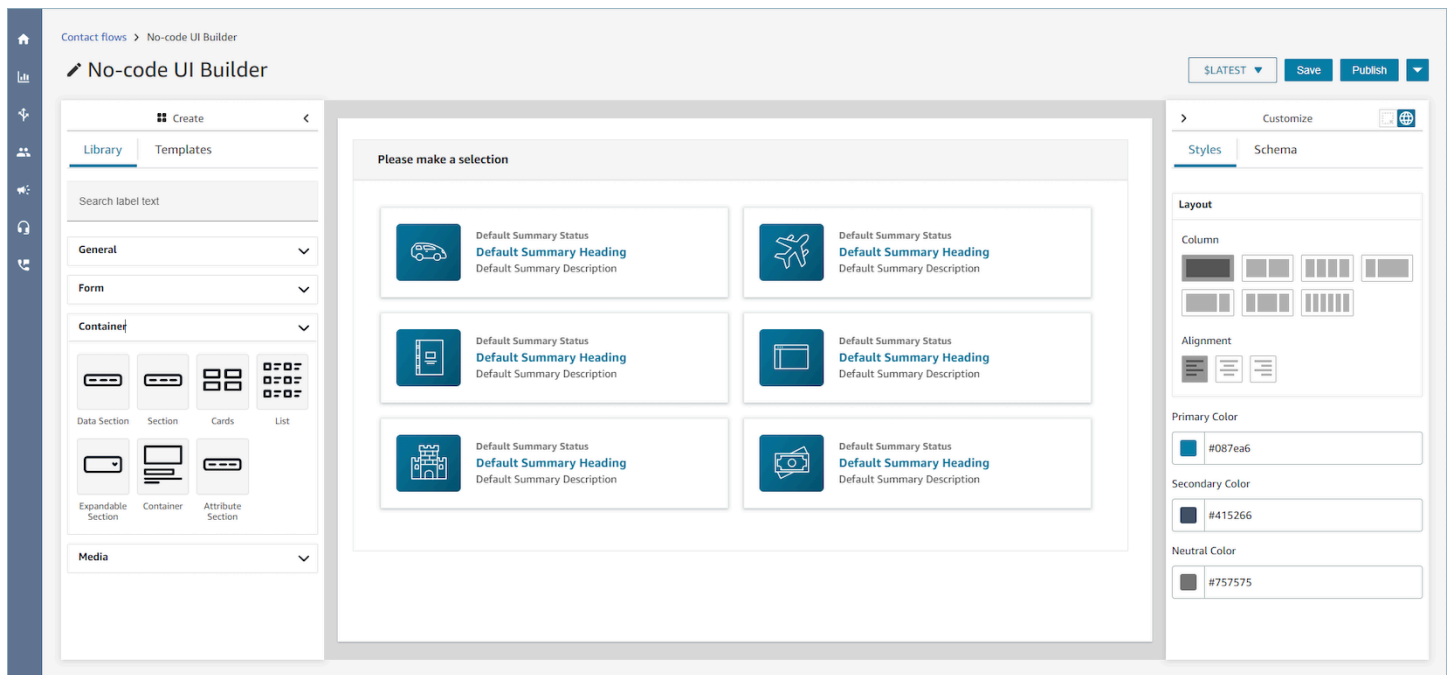 Contact flows > No-code UI Builder
No-code UI Builder
$LATEST
Save
Publish
Create
Library
Templates
Search label text
General
Form
Container
Data Section
Section
Cards
List
Expandable
Section
Container
Attribute
Section
Media
Please make a selection
Default Summary Status
Default Summary Heading
Default Summary Description
Default Summary Status
Default Summary Heading
Default Summary Description
Default Summary Status
Default Summary Heading
Default Summary Description
Default Summary Status
Default Summary Heading
Default Summary Description
Default Summary Status
Default Summary Heading
Default Summary Description
Default Summary Status
Default Summary Heading
Default Summary Description
Customize
Styles
Schema
Layout
Column
Alignment
Primary Color
#087ea6
Secondary Color
#415266
Neutral Color
#757575